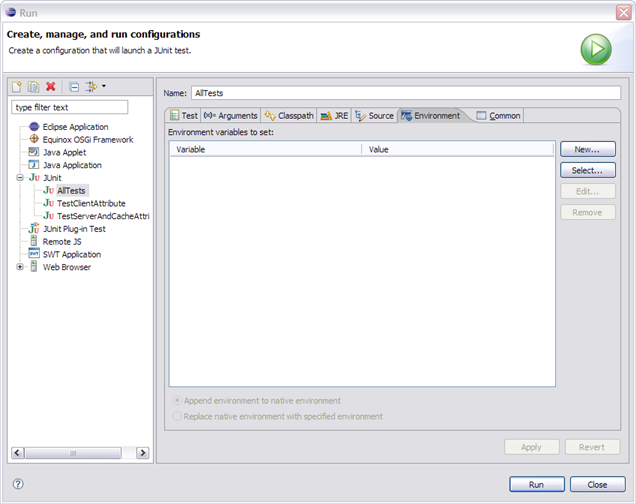 Run
Create, manage, and run configurations
Create a configuration that will launch a JUnit test.
type filter text
Eclipse Application
Equinox OSGi Framework
Java Applet
Java Application
JUnit
AllTests
TestClientAttribute
TestServerAndCacheAttri
JUnit Plug-in Test
Remote JS
SWT Application
Web Browser
Name: AllTests
Test (x)= Arguments Classpath JRE Source Environment Common
Environment variables to set:
Variable Value
New...
Select...
Edit...
Remove
Append environment to native environment
Replace native environment with specified environment
Apply Revert
? Run Close